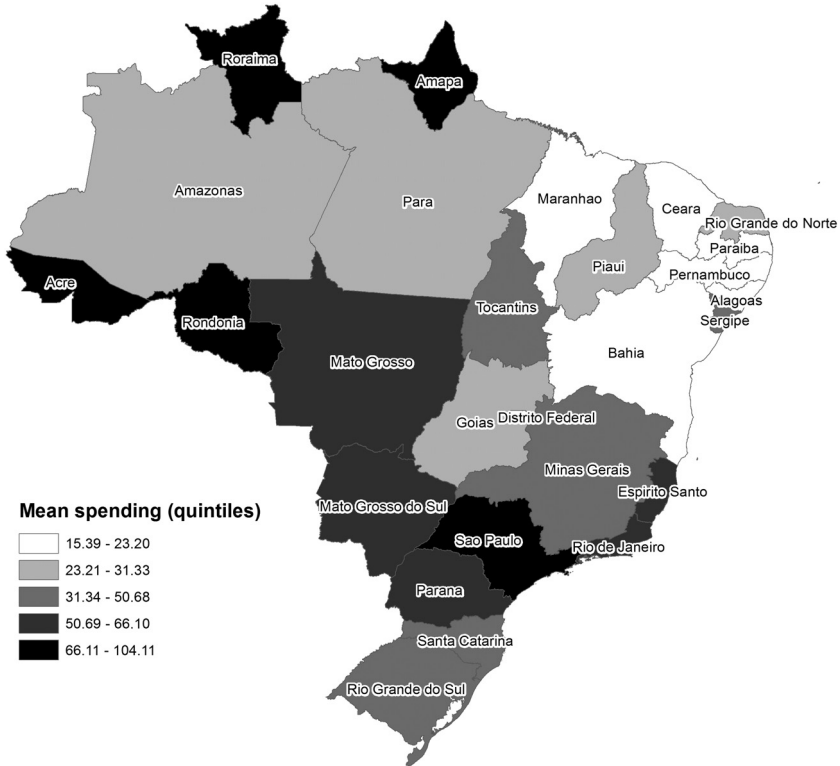 Roraima
Amapa
Amazonas
Para
Maranhao
Ceara
Rio Grande do Norte
Paraiba
Piaui
Pernambuco
Acre
Alagoas
Tocantins
Sergipe
Rondonia
Bahia
Mato Grosso
Goias
Distrito Federal
Minas Gerais
Espirito Santo
Mato Grosso do Sul
Sao Paulo
Rio de Janeiro
Parana
Santa Catarina
Rio Grande do Sul
Mean spending (quintiles)
15.39 - 23.20
23.21 - 31.33
31.34 - 50.68
50.69 - 66.10
66.11 - 104.11